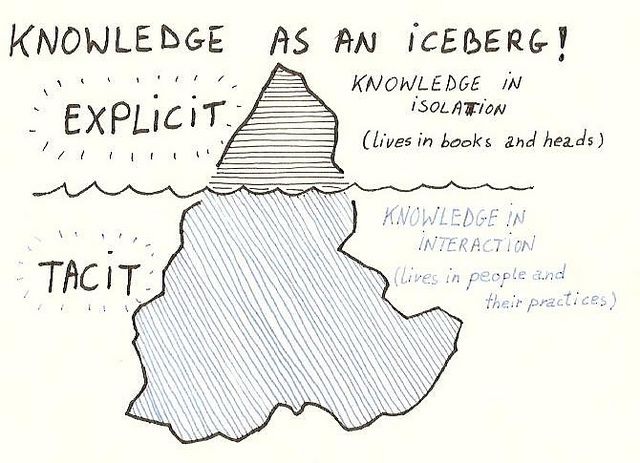 KNOWLEDGE AS AN iCEBERG!
EXPLiCiT
KNOWLEDGE IN
iSOLATION
(lives in books and heads)
TACiT
KNOWLEDGE IN
iNTERACTiON
(lives in people and
their practices)